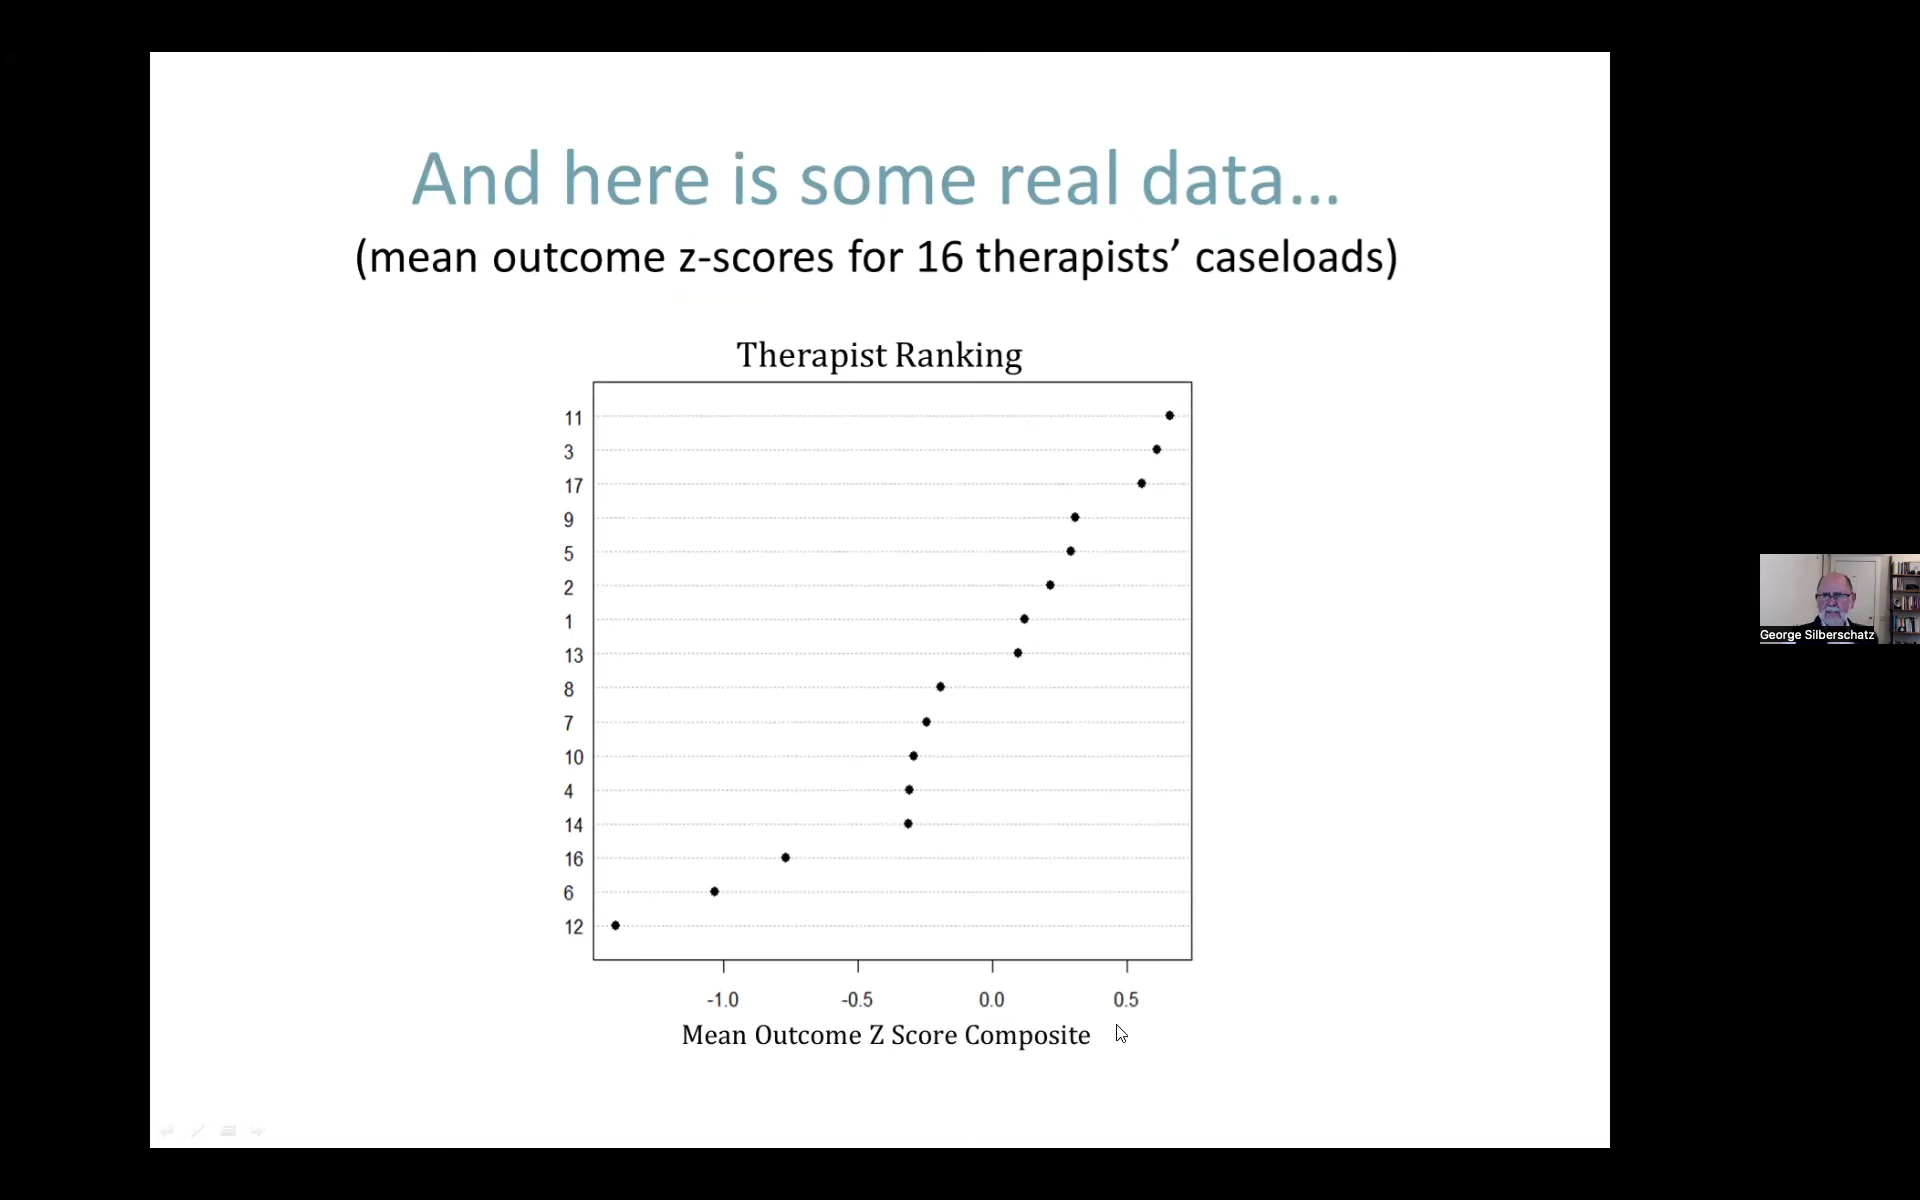 And here is some real data...
(mean outcome z-scores for 16 therapists’ caseloads)
Therapist Ranking
11
3
17
9
5
2
1
13
8
7
10
4
14
16
6
12
-1.0 -0.5 0.0 0.5
Mean Outcome Z Score Composite
George Silberschatz